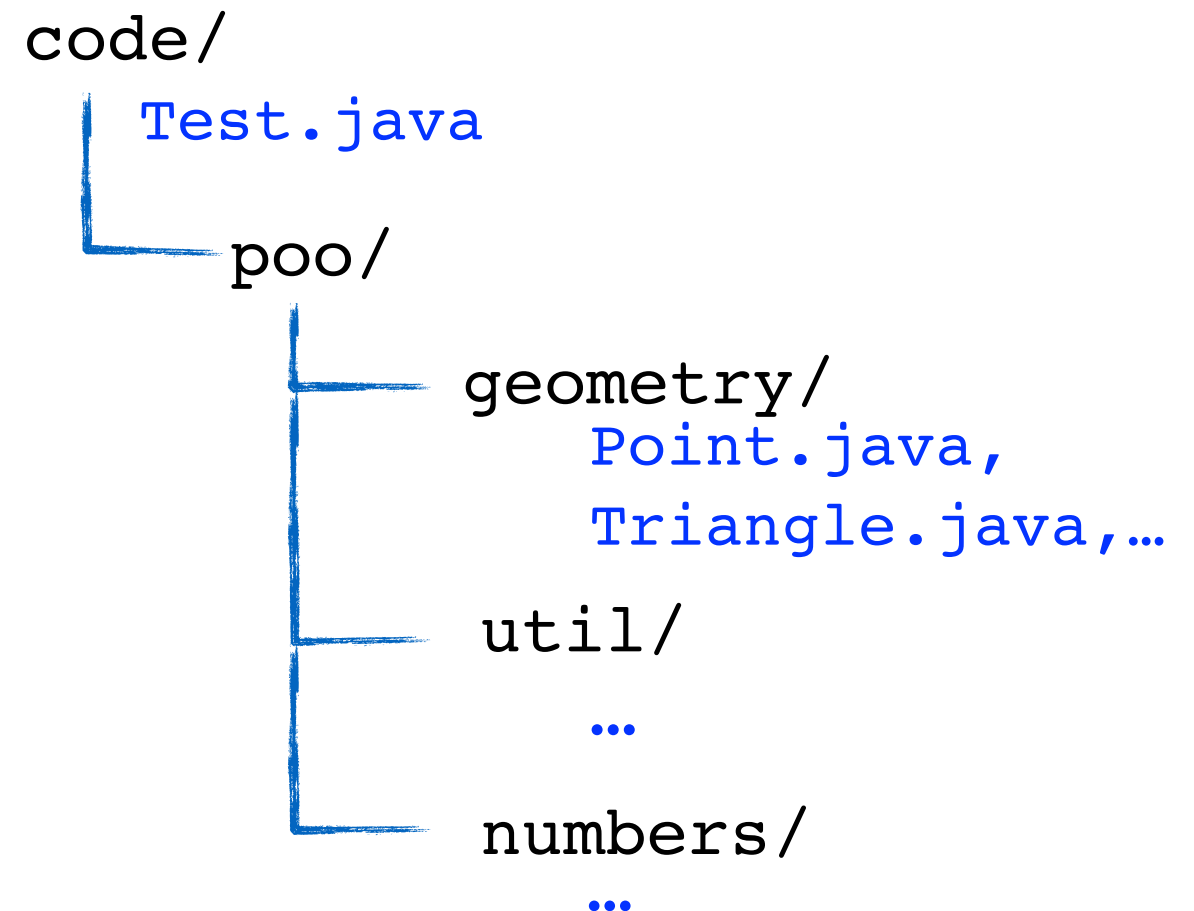 code/
Test.java
poo/
geometry/
Point.java,
Triangle.java,…
util/
…
numbers/
…